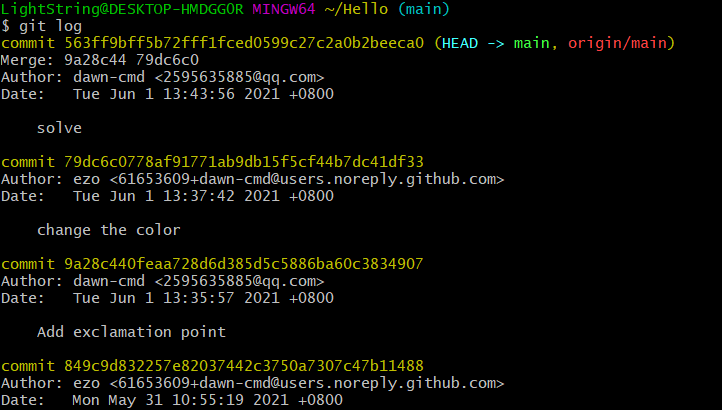 LightString@DESKTOP-HMDGG0R MINGW64 ~/Hello (main)
$ git log
commit 563ff9bff5b72fff1fced0599c27c2a0b2beeca0 (HEAD -> main, origin/main)
Merge: 9a28c44 79dc6c0
Author: dawn-cmd <2595635885@qq.com>
Date:   Tue Jun 1 13:43:56 2021 +0800
solve
commit 79dc6c0778af91771ab9db15f5cf44b7dc41df33
Author: ezo <61653609+dawn-cmd@users.noreply.github.com>
Date:   Tue Jun 1 13:37:42 2021 +0800
change the color
commit 9a28c440feaa728d6d385d5c5886ba60c3834907
Author: dawn-cmd <2595635885@qq.com>
Date:   Tue Jun 1 13:35:57 2021 +0800
Add exclamation point
commit 849c9d832257e82037442c3750a7307c47b11488
Author: ezo <61653609+dawn-cmd@users.noreply.github.com>
Date:   Mon May 31 10:55:19 2021 +0800